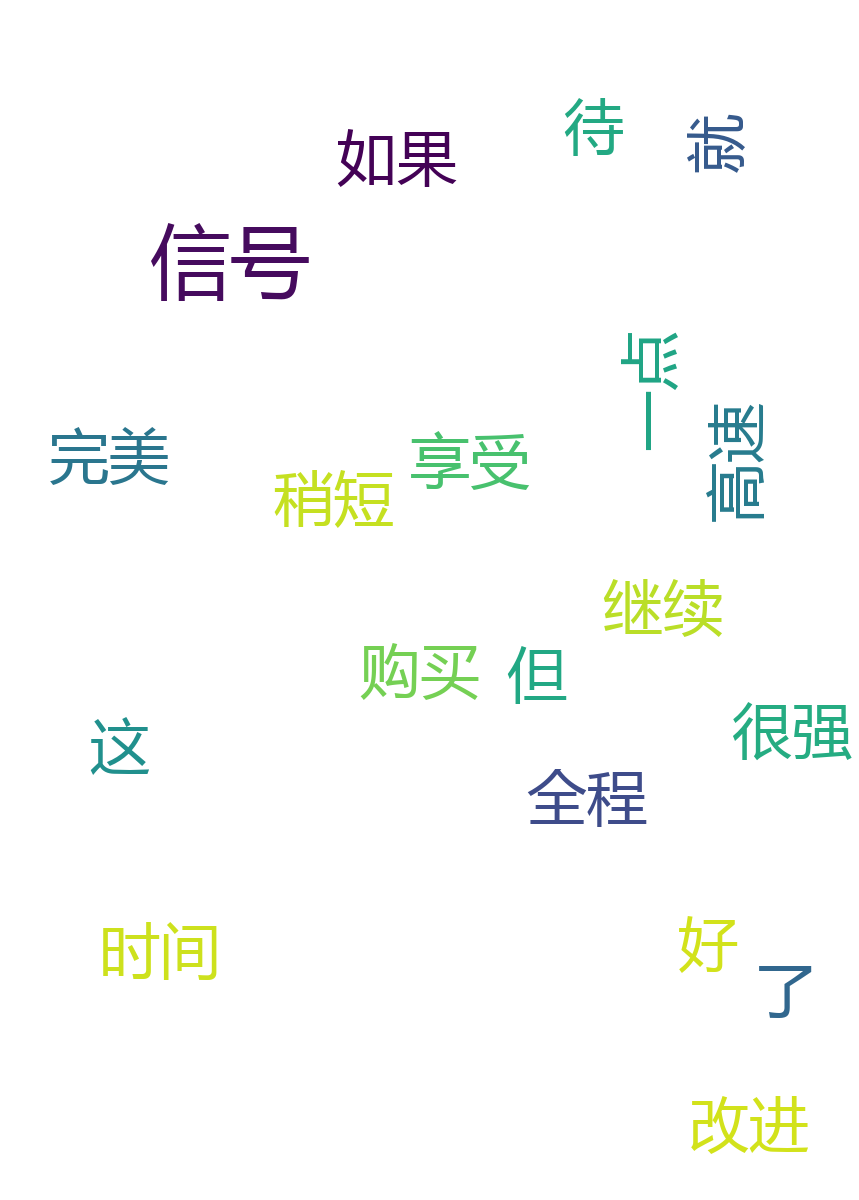 待
就
如果
信号
一点
高速
完美
享受
稍短
继续
购买
但
很强
这
全程
时间
好
了
改进